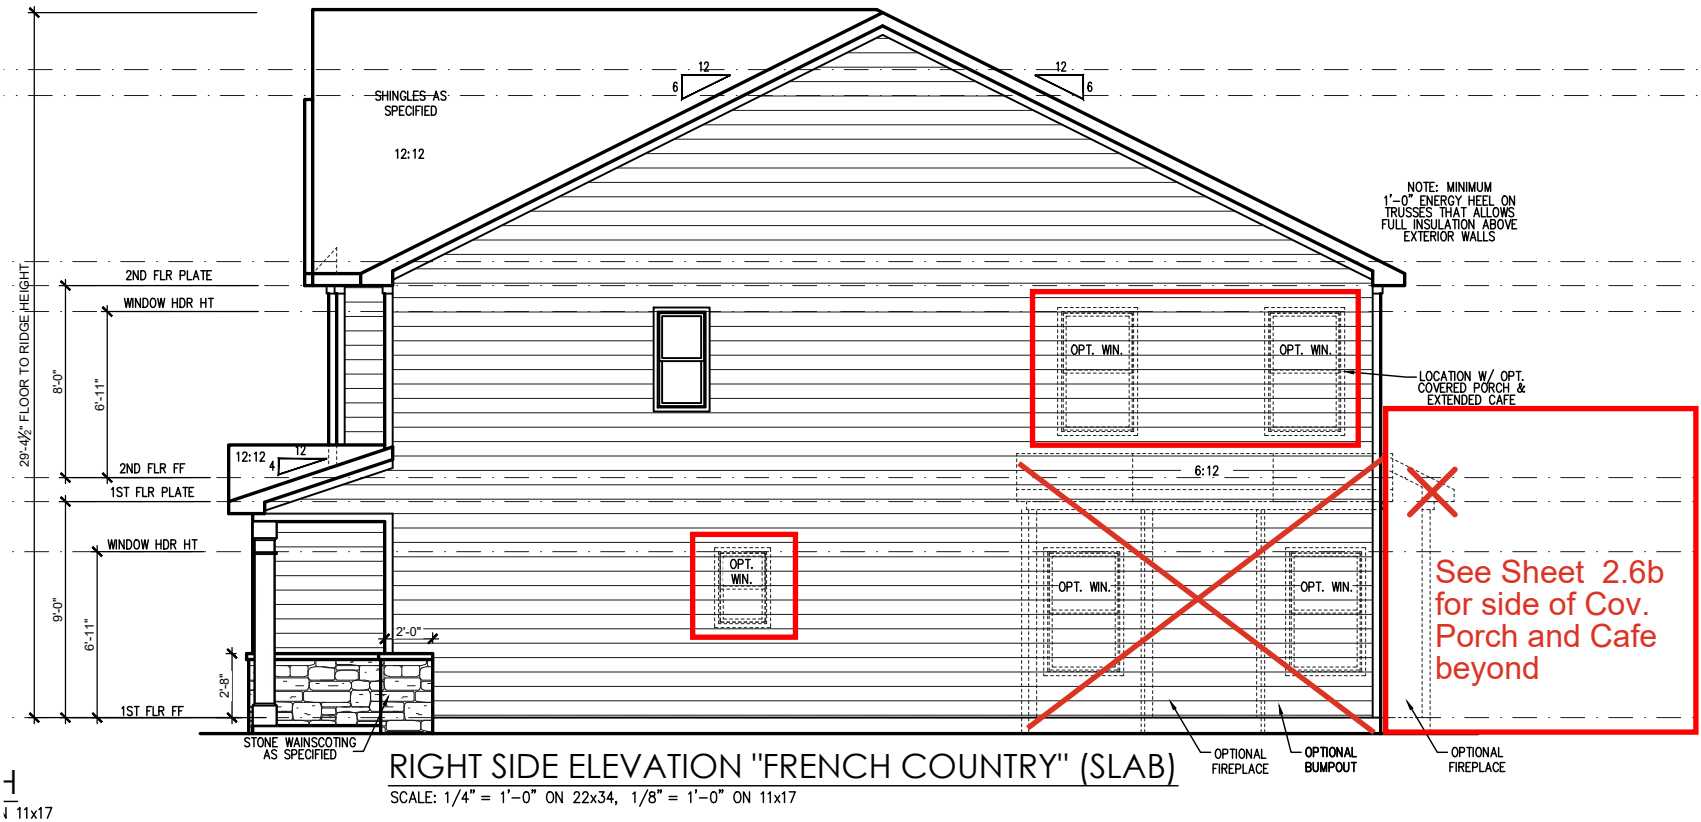 12
6
12
6
SHINGLES AS
SPECIFIED
12:12
NOTE: MINIMUM
1'-0" ENERGY HEEL ON
TRUSSES THAT ALLOWS
FULL INSULATION ABOVE
EXTERIOR WALLS
29'-4½" FLOOR TO RIDGE HEIGHT
2ND FLR PLATE
WINDOW HDR HT
8'-0"
6'-11"
OPT. WIN.
OPT. WIN.
LOCATION W/ OPT.
COVERED PORCH &
EXTENDED CAFE
12:12
12
4
2ND FLR FF
1ST FLR PLATE
6:12
WINDOW HDR HT
9'-0"
6'-11"
OPT.
WIN.
OPT. WIN.
OPT. WIN.
See Sheet 2.6b
for side of Cov.
Porch and Cafe
beyond
2'-0"
2'-8"
1ST FLR FF
STONE WAINSCOTING
AS SPECIFIED
OPTIONAL
FIREPLACE
OPTIONAL
BUMPOUT
OPTIONAL
FIREPLACE
RIGHT SIDE ELEVATION "FRENCH COUNTRY" (SLAB)
SCALE: 1/4" = 1'-0" ON 22x34, 1/8" = 1'-0" ON 11x17
11x17